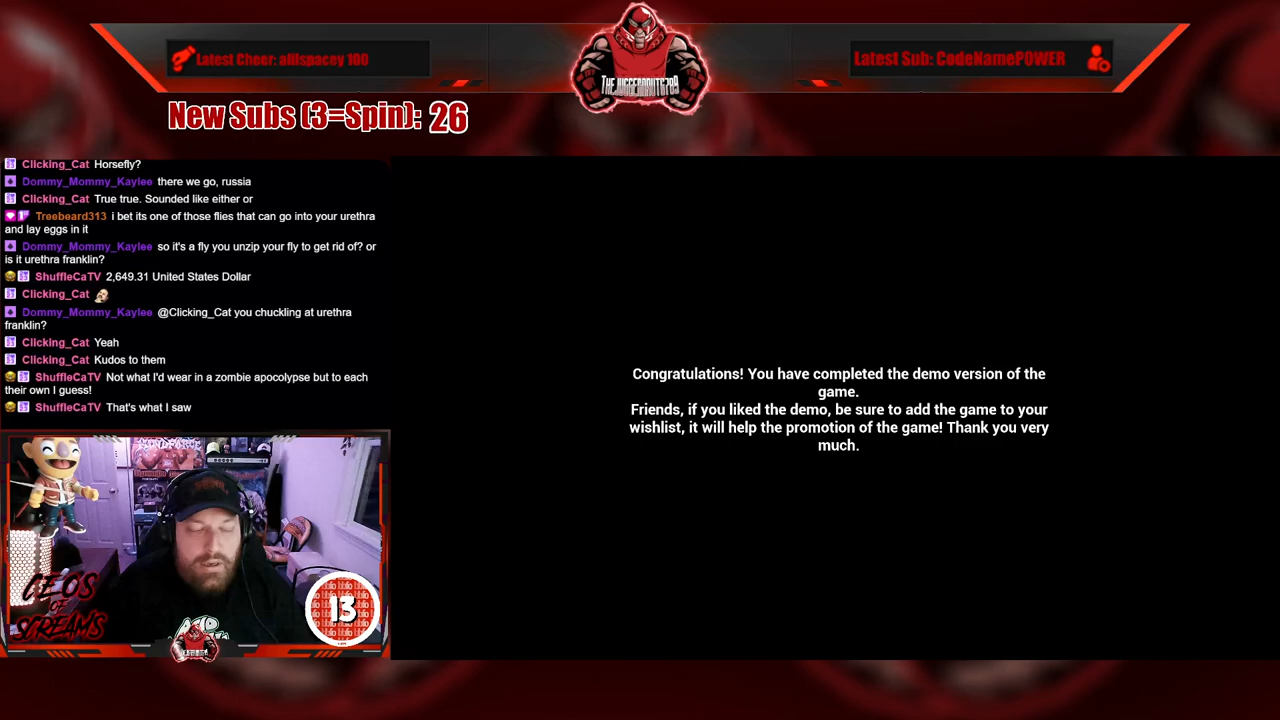 Latest Cheer: allispacey 100
THEJUGGERNAUT6789
Latest Sub: CodeNamePOWER
New Subs (3=Spin): 26
Clicking_Cat Horsefly?
Dommy_Mommy_Kaylee there we go, russia
Clicking_Cat True true. Sounded like either or
Treebeard313 i bet its one of those flies that can go into your urethra
and lay eggs in it
Dommy_Mommy_Kaylee so it's a fly you unzip your fly to get rid of? or
is it urethra franklin?
ShuffleCaTV 2,649.31 United States Dollar
Clicking_Cat
Dommy_Mommy_Kaylee @Clicking_Cat you chuckling at urethra
franklin?
Clicking_Cat Yeah
Clicking_Cat Kudos to them
ShuffleCaTV Not what I'd wear in a zombie apocolypse but to each
their own I guess!
ShuffleCaTV That's what I saw
Congratulations! You have completed the demo version of the
game.
Friends, if you liked the demo, be sure to add the game to your
wishlist, it will help the promotion of the game! Thank you very
much.
CEOS
OF
SCREAMS
13
ACID